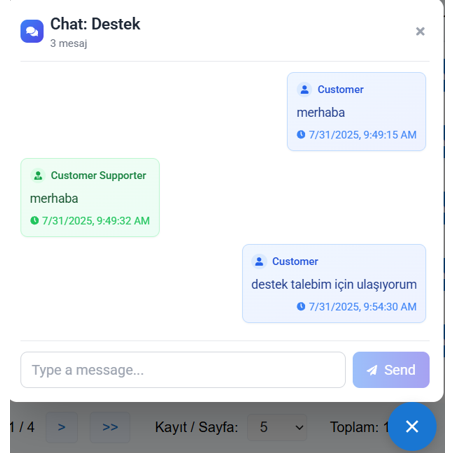 Chat: Destek
3 mesaj
Customer
merhaba
7/31/2025, 9:49:15 AM
Customer Supporter
merhaba
7/31/2025, 9:49:32 AM
Customer
destek talebim için ulaşıyorum
7/31/2025, 9:54:30 AM
Type a message...
Send
1 / 4 > >> Kayıt / Sayfa: 5 Toplam: 1